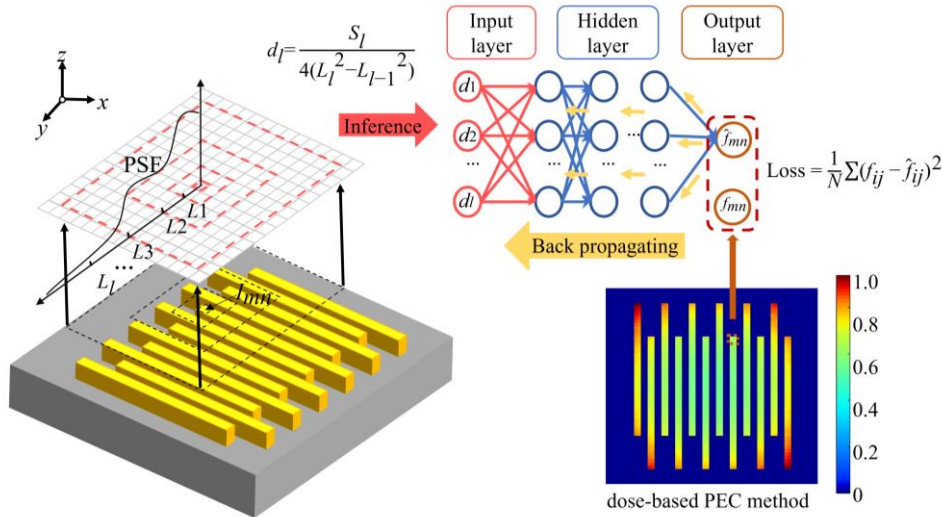 z
x
y
PSF
L1
L2
L3
...
L_l
I_mn
d_l = S_l / 4(L_l^2 − L_{l−1}^2)
Inference
Input
layer
Hidden
layer
Output
layer
d1
d2
...
dl
...
...
...
f̂_mn
f_mn
Loss = 1/N ∑(f_ij − f̂_ij)^2
Back propagating
1.0
0.8
0.6
0.4
0.2
0
dose-based PEC method